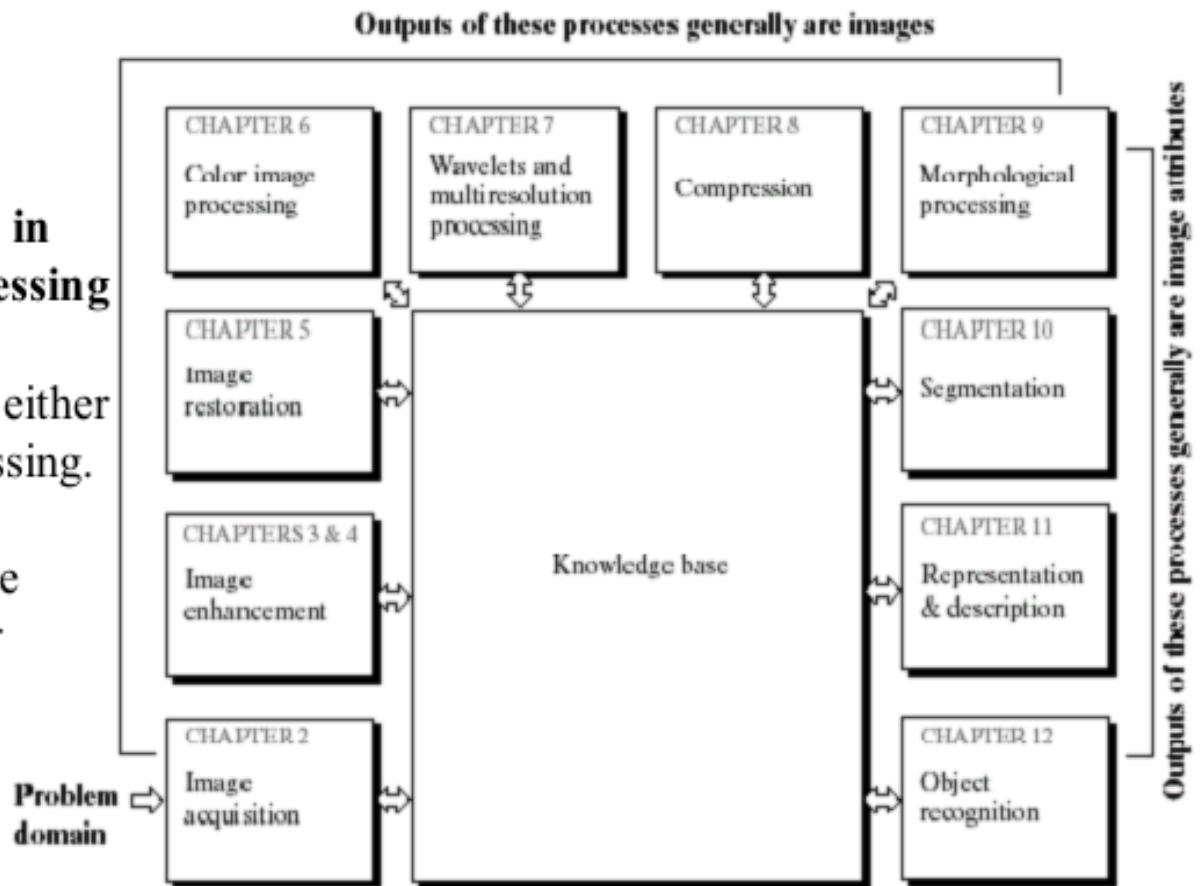 Outputs of these processes generally are images
CHAPTER 6
Color image
processing
CHAPTER 7
Wavelets and
multiresolution
processing
CHAPTER 8
Compression
CHAPTER 9
Morphological
processing
Outputs of these processes generally are image attributes
in
essing
either
ssing.
e
CHAPTER 5
Image
restoration
CHAPTER 10
Segmentation
CHAPTERS 3 & 4
Image
enhancement
Knowledge base
CHAPTER 11
Representation
& description
Problem
domain
CHAPTER 2
Image
acquisition
CHAPTER 12
Object
recognition